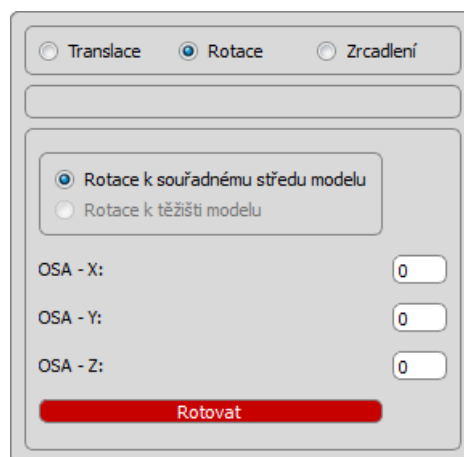 Translace Rotace Zrcadlení
Rotace k souřadnému středu modelu
Rotace k těžišti modelu
OSA - X: 0
OSA - Y: 0
OSA - Z: 0
Rotovat